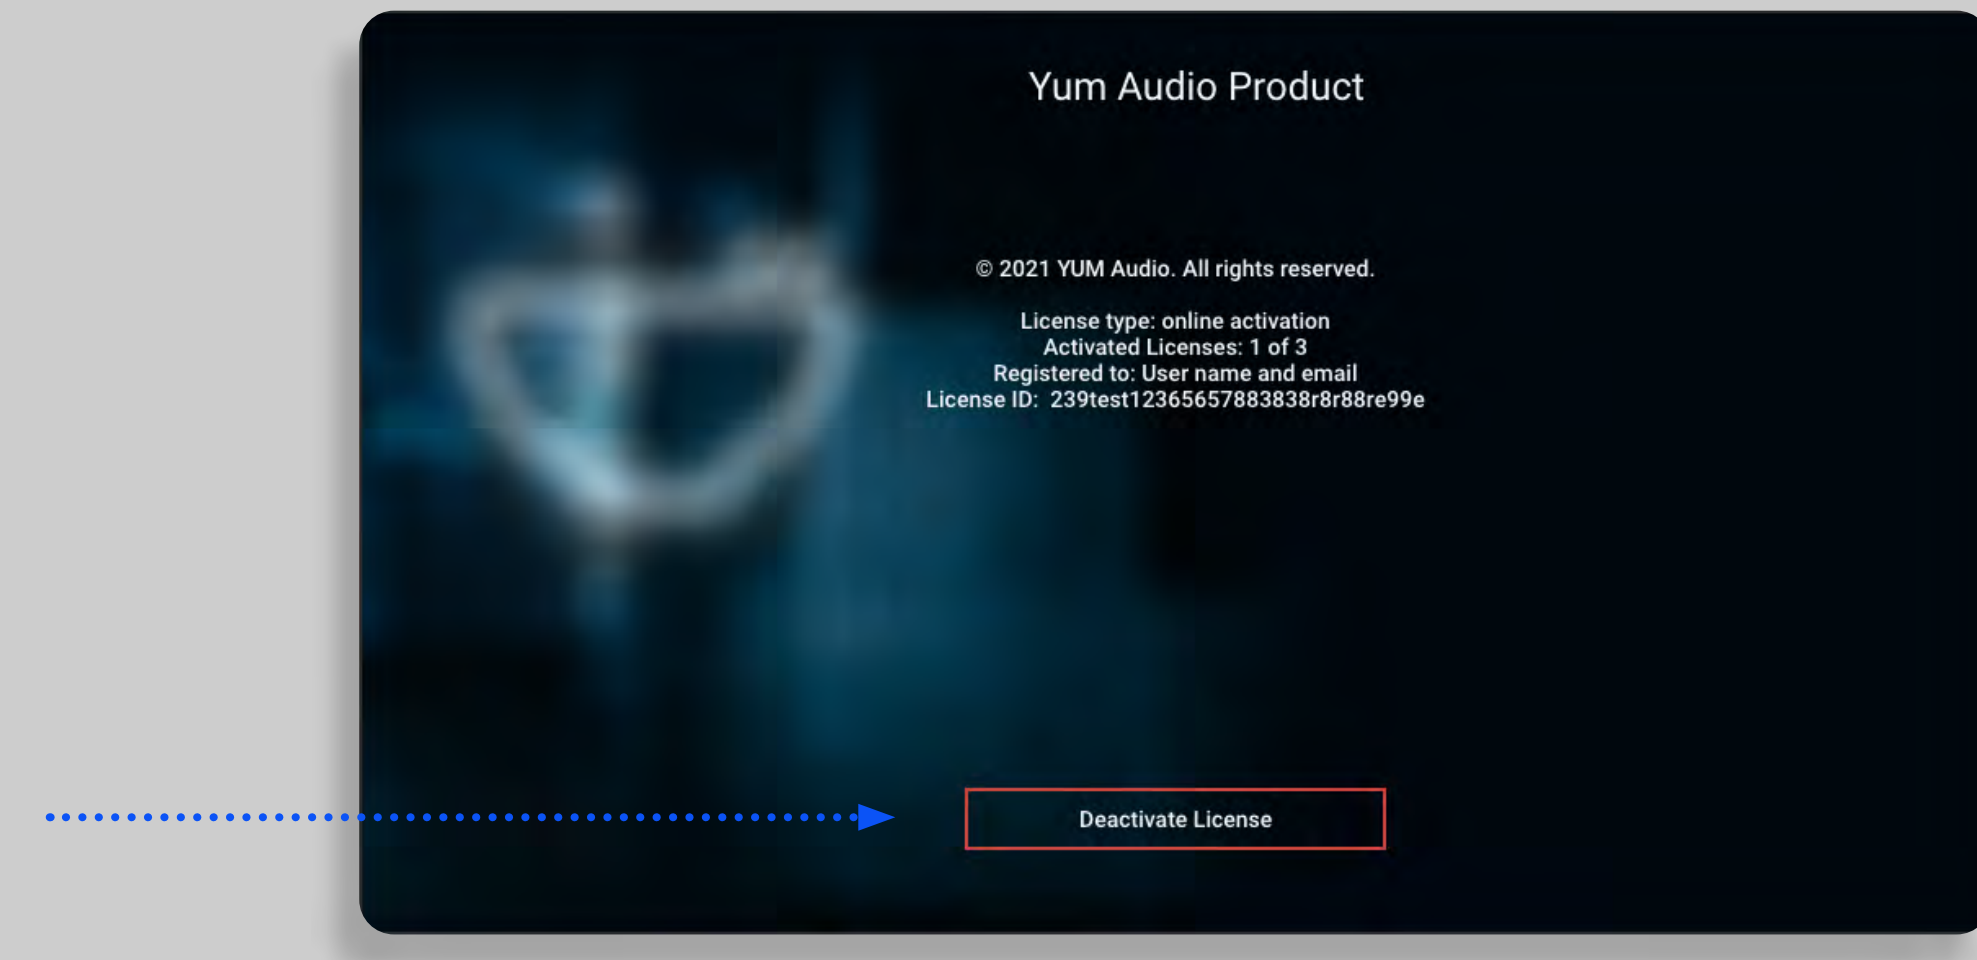 Yum Audio Product
© 2021 YUM Audio. All rights reserved.
License type: online activation
Activated Licenses: 1 of 3
Registered to: User name and email
License ID: 239test12365657883838r8r88re99e
Deactivate License